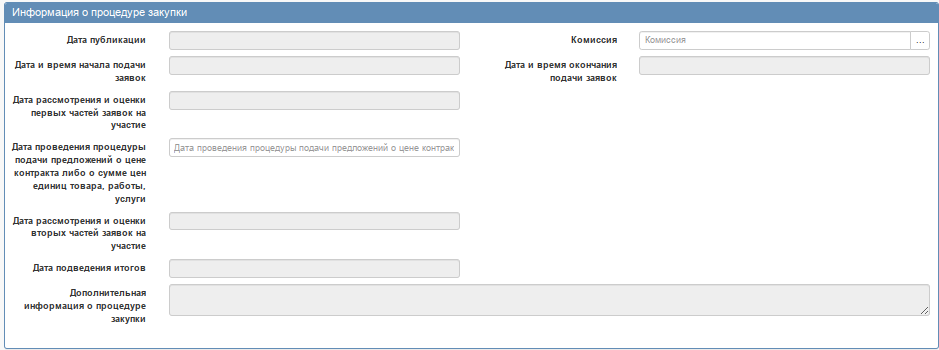 Информация о процедуре закупки
Дата публикации
Комиссия
Комиссия
...
Дата и время начала подачи
заявок
Дата и время окончания
подачи заявок
Дата рассмотрения и оценки
первых частей заявок на
участие
Дата проведения процедуры
подачи предложений о цене
контракта либо о сумме цен
единиц товара, работы,
услуги
Дата проведения процедуры подачи предложений о цене контрак
Дата рассмотрения и оценки
вторых частей заявок на
участие
Дата подведения итогов
Дополнительная
информация о процедуре
закупки